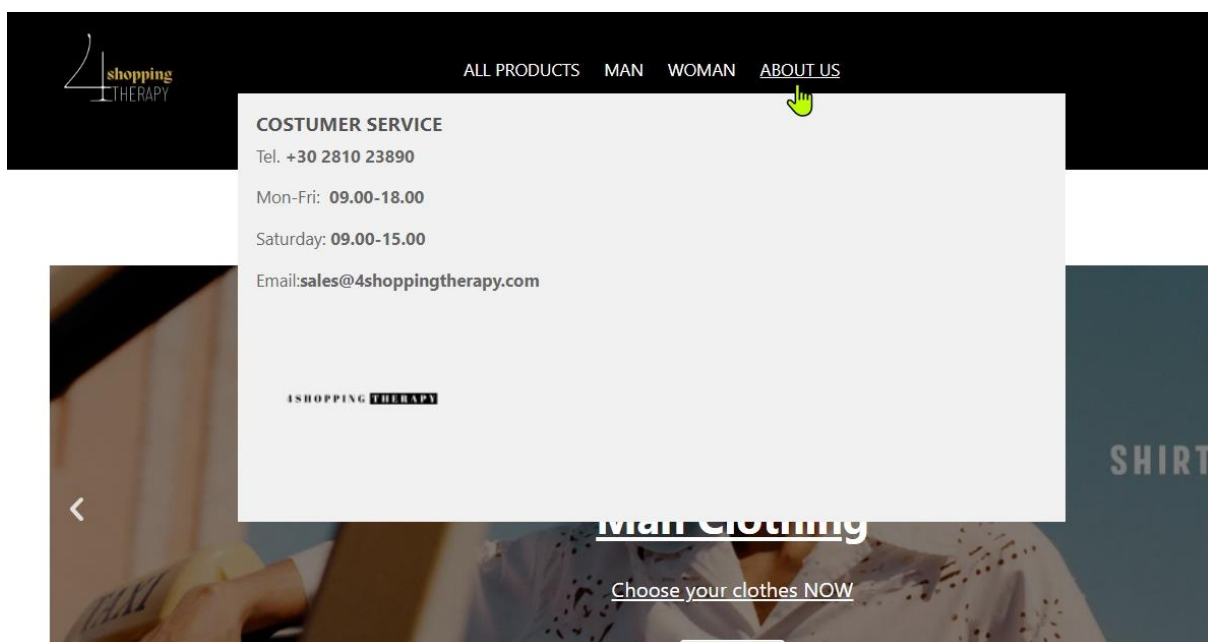 shopping
THERAPY
ALL PRODUCTS MAN WOMAN ABOUT US
COSTUMER SERVICE
Tel. +30 2810 23890
Mon-Fri: 09.00-18.00
Saturday: 09.00-15.00
Email:sales@4shoppingtherapy.com
4SHOPPING THERAPY
SHIRT
Man Clothing
Choose your clothes NOW
TAXI